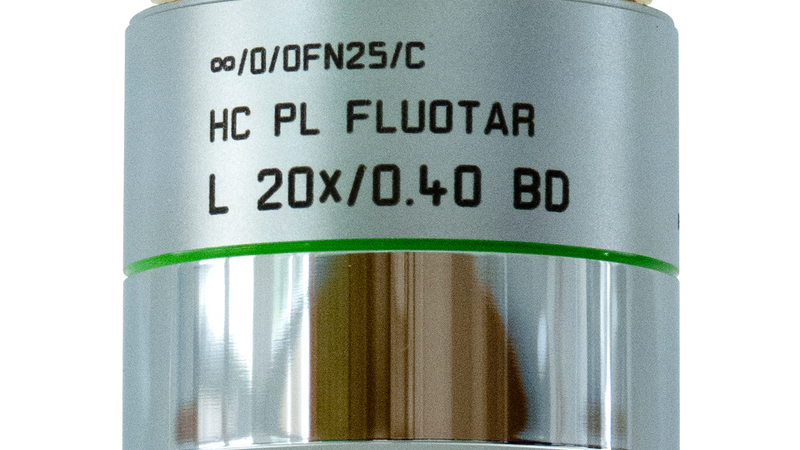 ∞/0/OFN25/C
HC PL FLUOTAR
L 20x/0.40 BD